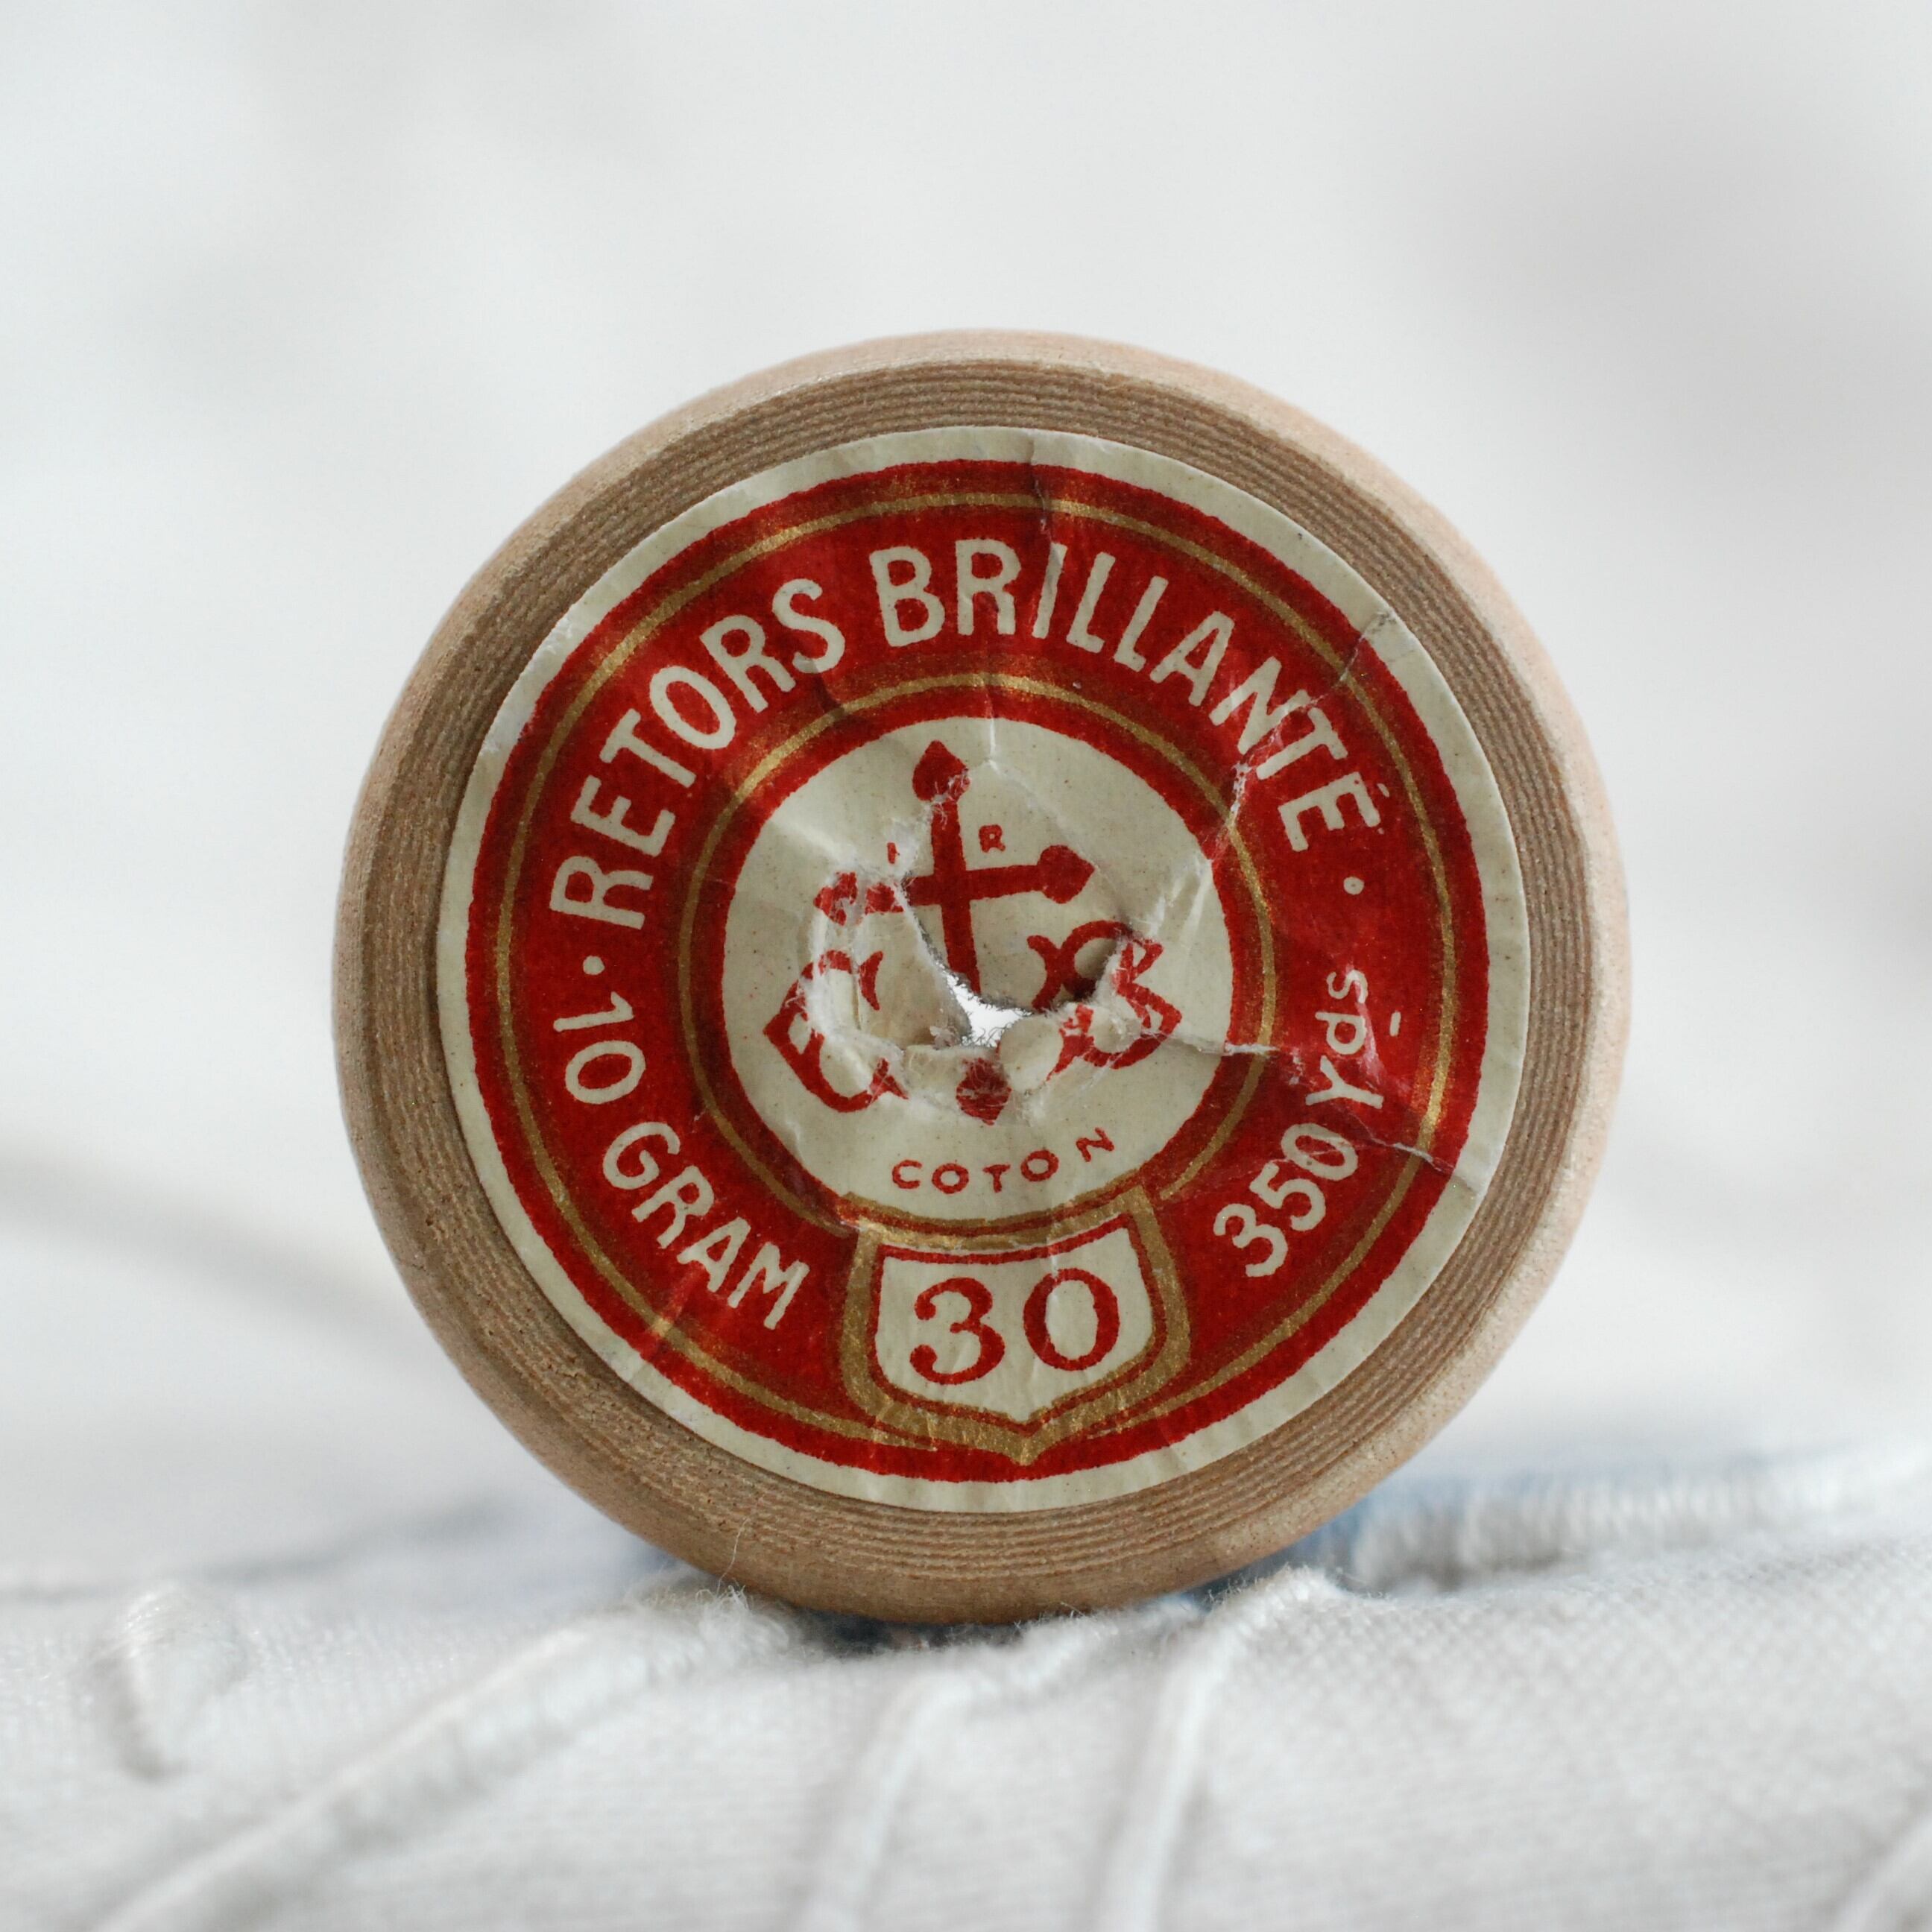 RETORS BRILLANTÉ
10 GRAM
350 Yds
R
COTON
30